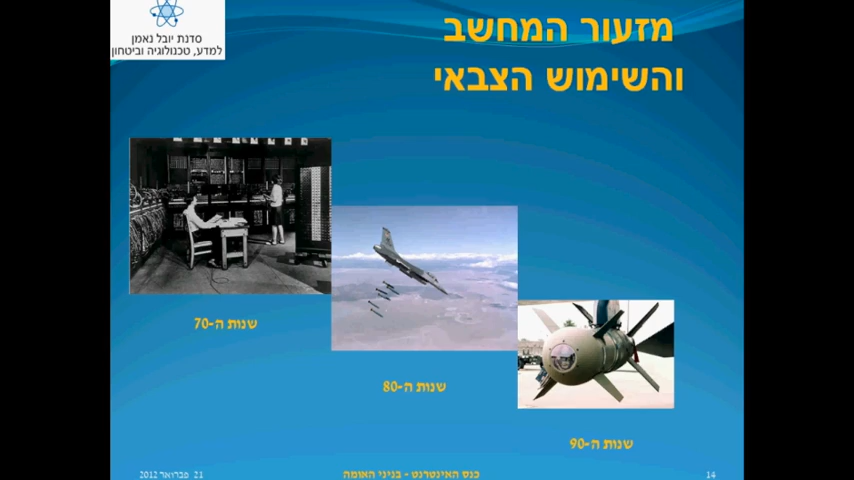 סדנת יובל נאמן
למדע, טכנולוגיה וביטחון
מזעור המחשב
והשימוש הצבאי
שנות ה-70
שנות ה-80
שנות ה-90
21 פברואר 2012
כנס האינטרנט - בניני האומה
14